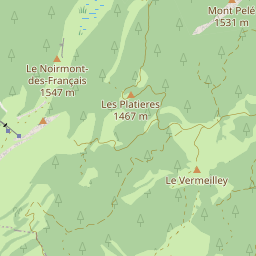 Mont Pelé
1531 m
Le Noirmont-
des-Français
1547 m
Les Platières
1467 m
Le Vermeilley